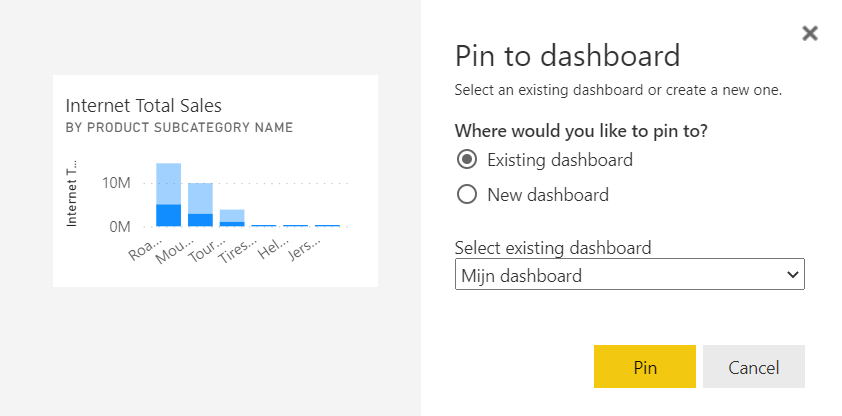 Internet Total Sales
BY PRODUCT SUBCATEGORY NAME
Internet T...
10M
0M
Roa...
Mou...
Tour...
Tires...
Hel...
Jers...
Pin to dashboard
Select an existing dashboard or create a new one.
Where would you like to pin to?
Existing dashboard
New dashboard
Select existing dashboard
Mijn dashboard
Pin Cancel